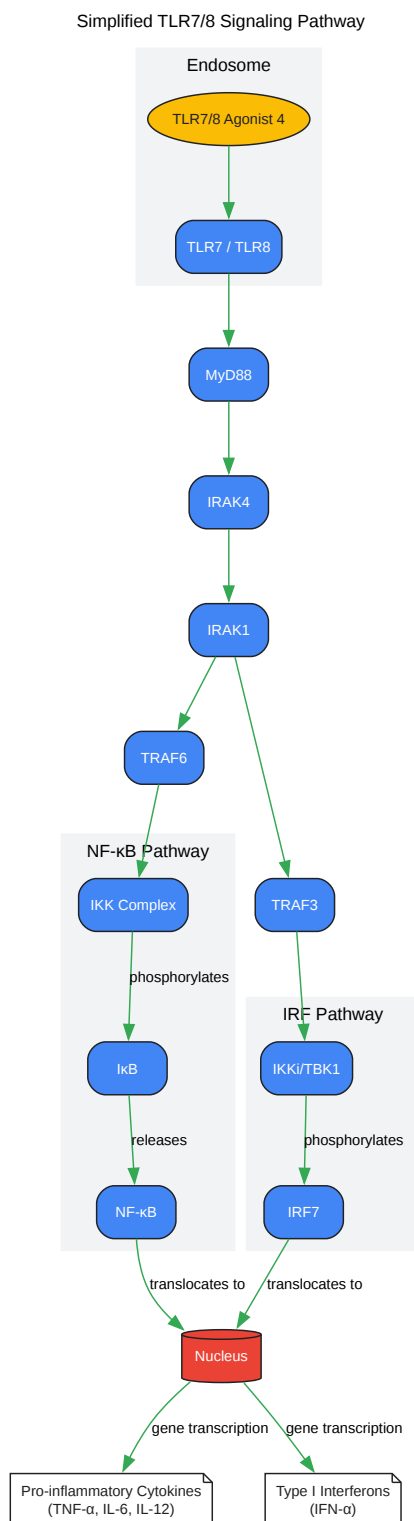 Simplified TLR7/8 Signaling Pathway
Endosome
TLR7/8 Agonist 4
TLR7 / TLR8
MyD88
IRAK4
IRAK1
TRAF6
NF-κB Pathway
IKK Complex
TRAF3
phosphorylates
IRF Pathway
IκB
IKKi/TBK1
releases
phosphorylates
NF-κB
IRF7
translocates to
translocates to
Nucleus
gene transcription
gene transcription
Pro-inflammatory Cytokines
(TNF-α, IL-6, IL-12)
Type I Interferons
(IFN-α)